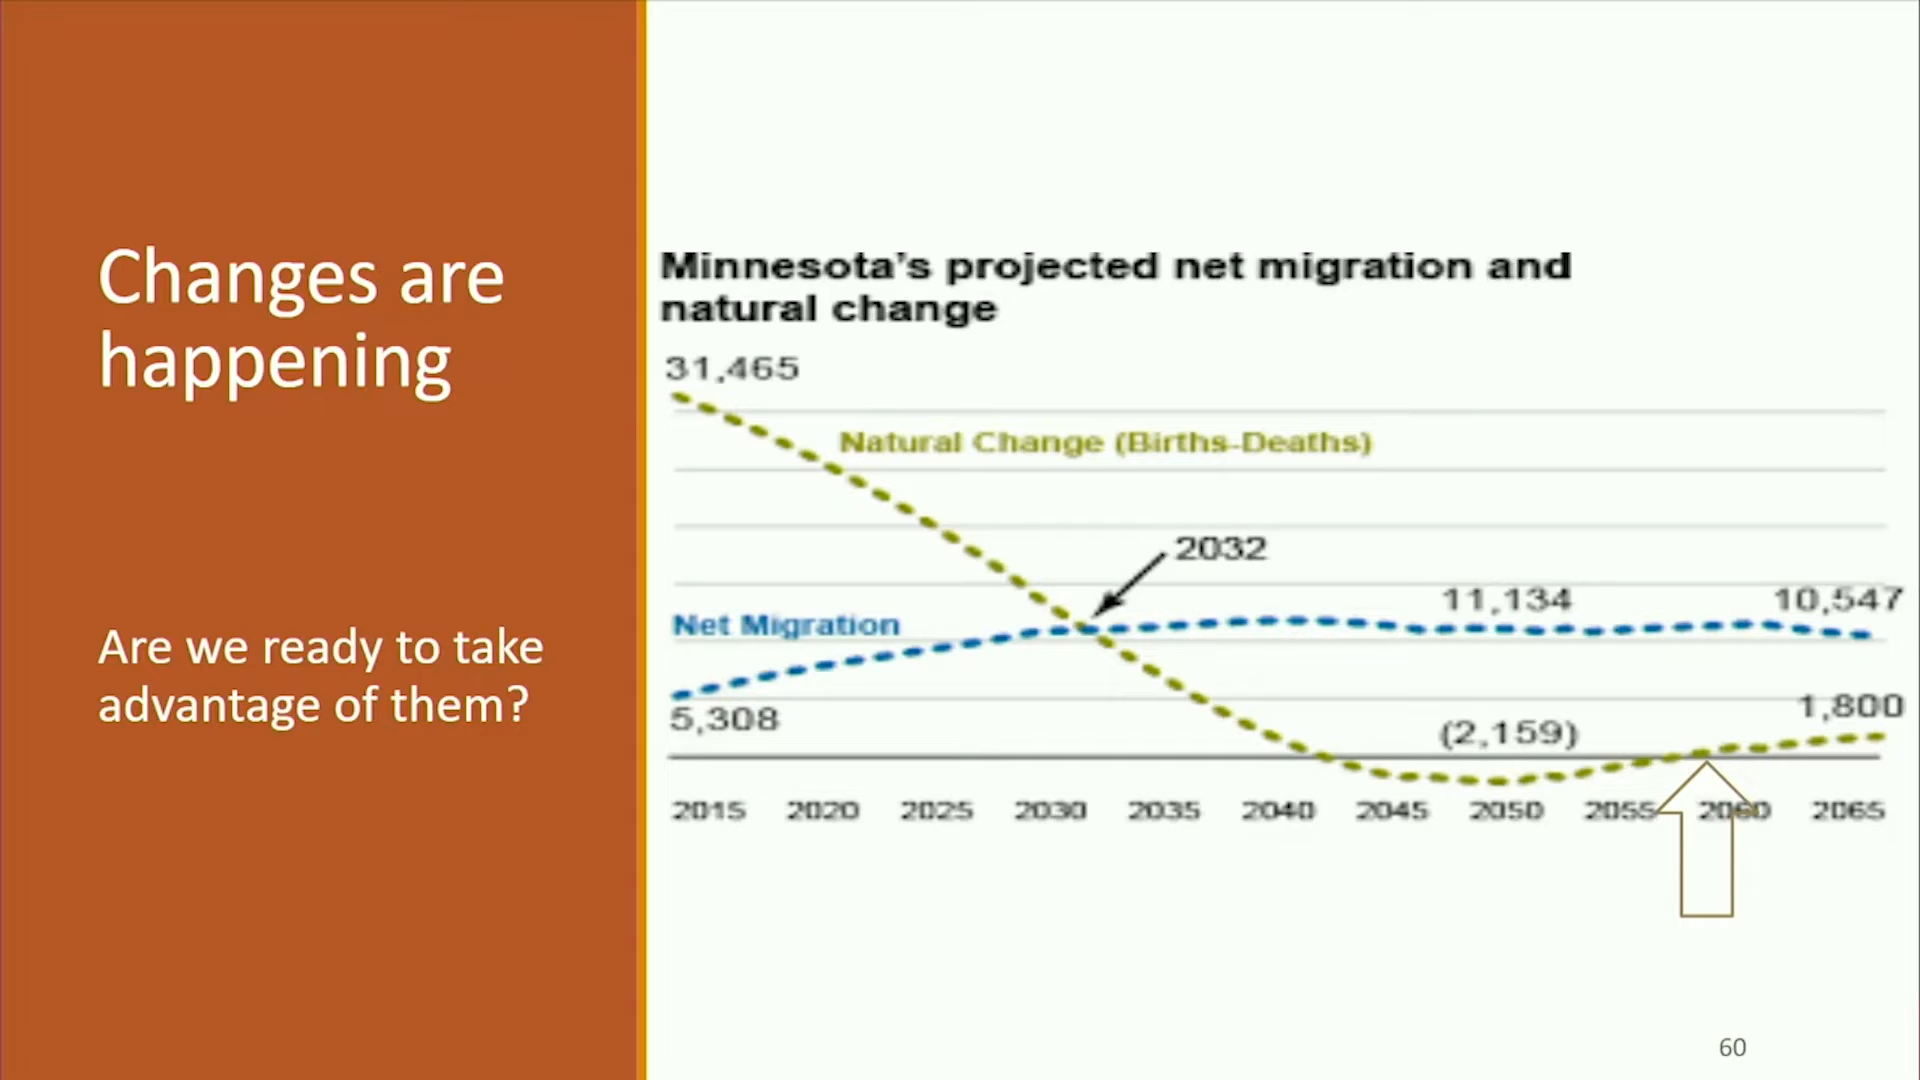 Changes are
happening
Are we ready to take
advantage of them?
Minnesota's projected net migration and
natural change
31,465
Natural Change (Births-Deaths)
2032
Net Migration
11,134
10,547
5,308
(2,159)
1,800
2015 2020 2025 2030 2035 2040 2045 2050 2055 2060 2065
60